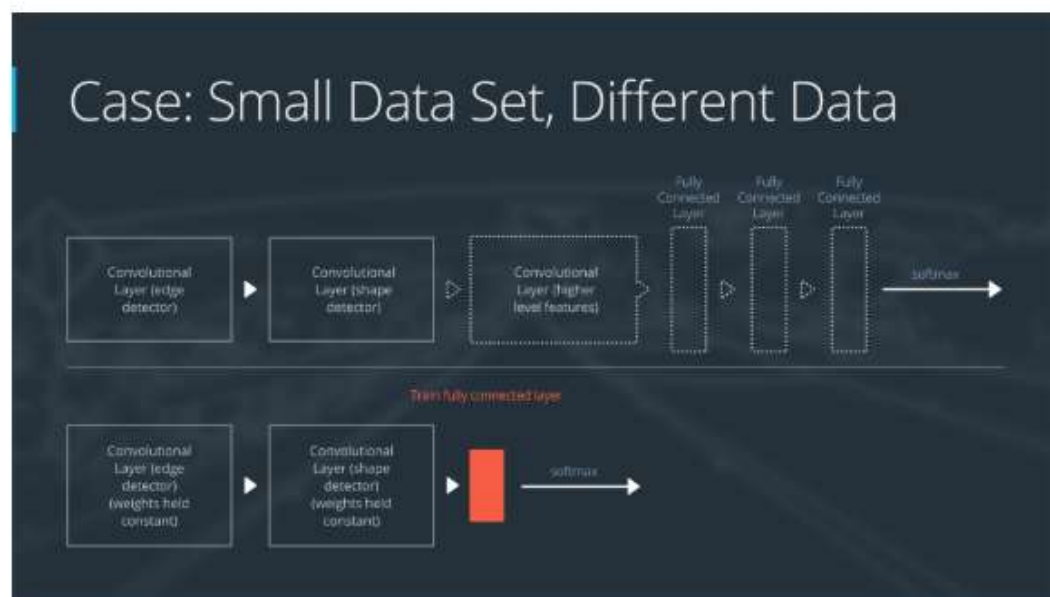 Case: Small Data Set, Different Data
Fully
Connected
Layer
Fully
Connected
Layer
Fully
Connected
Layer
Convolutional
Layer (edge
detector)
Convolutional
Layer (shape
detector)
Convolutional
Layer (higher
level features)
softmax
Train fully connected layer
Convolutional
Layer (edge
detector)
(weights held
constant)
Convolutional
Layer (shape
detector)
(weights held
constant)
softmax